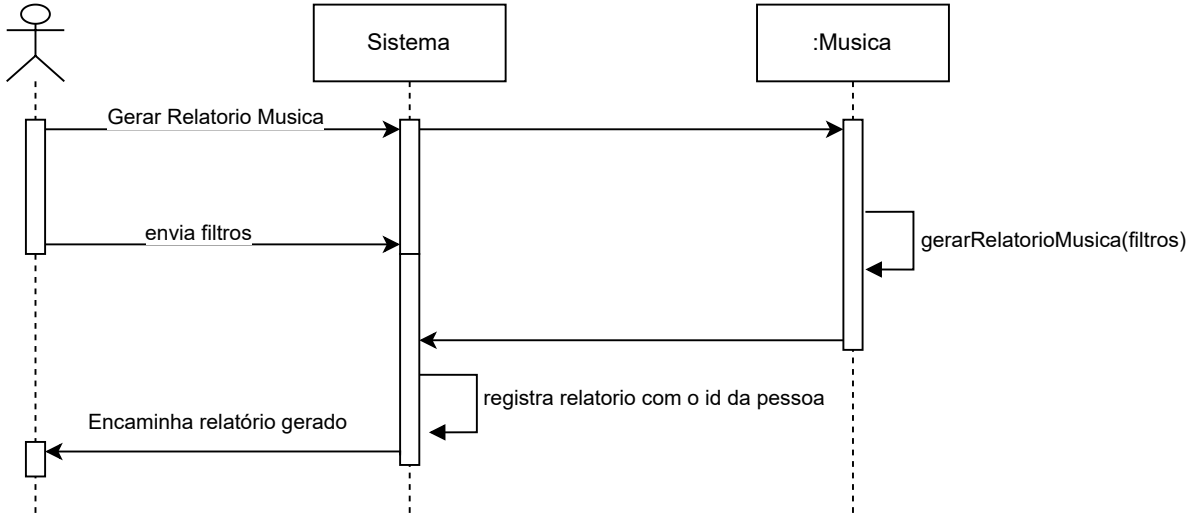 Sistema
:Musica
Gerar Relatorio Musica
envia filtros
gerarRelatorioMusica(filtros)
registra relatorio com o id da pessoa
Encaminha relatório gerado